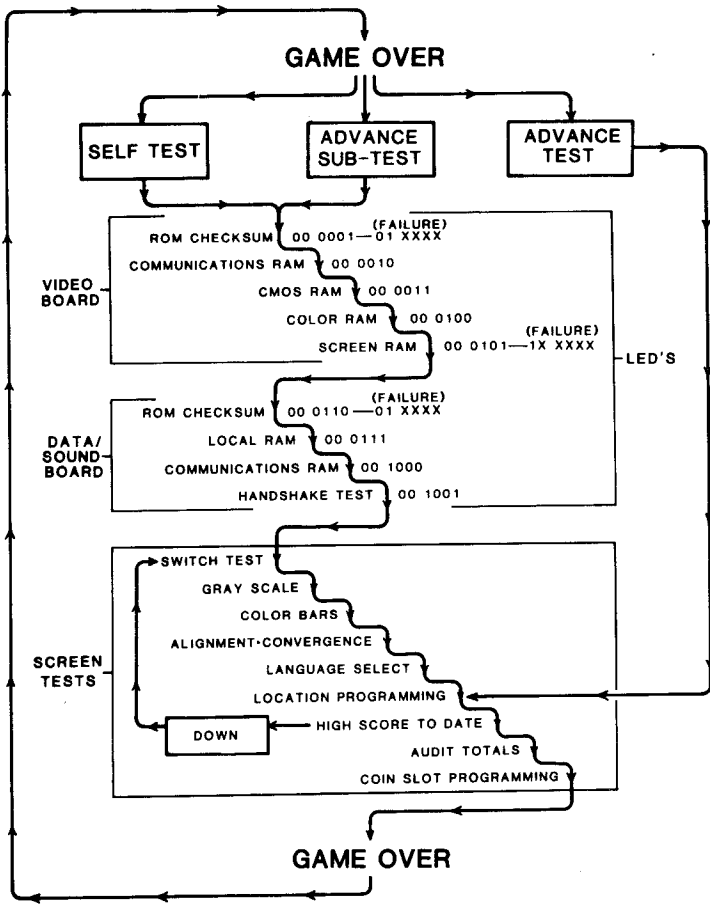 GAME OVER
SELF TEST
ADVANCE
SUB-TEST
ADVANCE
TEST
VIDEO
BOARD
(FAILURE)
ROM CHECKSUM 00 0001—01 XXXX
COMMUNICATIONS RAM 00 0010
CMOS RAM 00 0011
COLOR RAM 00 0100
(FAILURE)
SCREEN RAM 00 0101—1X XXXX
LED'S
DATA/
SOUND
BOARD
(FAILURE)
ROM CHECKSUM 00 0110—01 XXXX
LOCAL RAM 00 0111
COMMUNICATIONS RAM 00 1000
HANDSHAKE TEST 00 1001
SCREEN
TESTS
SWITCH TEST
GRAY SCALE
COLOR BARS
ALIGNMENT·CONVERGENCE
LANGUAGE SELECT
LOCATION PROGRAMMING
HIGH SCORE TO DATE
DOWN
AUDIT TOTALS
COIN SLOT PROGRAMMING
GAME OVER